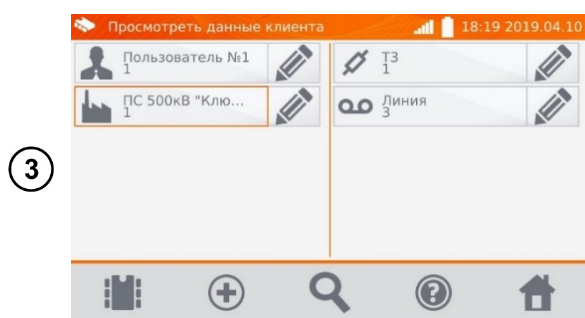 Просмотреть данные клиента 18:19 2019.04.10
Пользователь №1
1
ПС 500кВ "Клю...
1
ТЗ
1
Линия
3
3